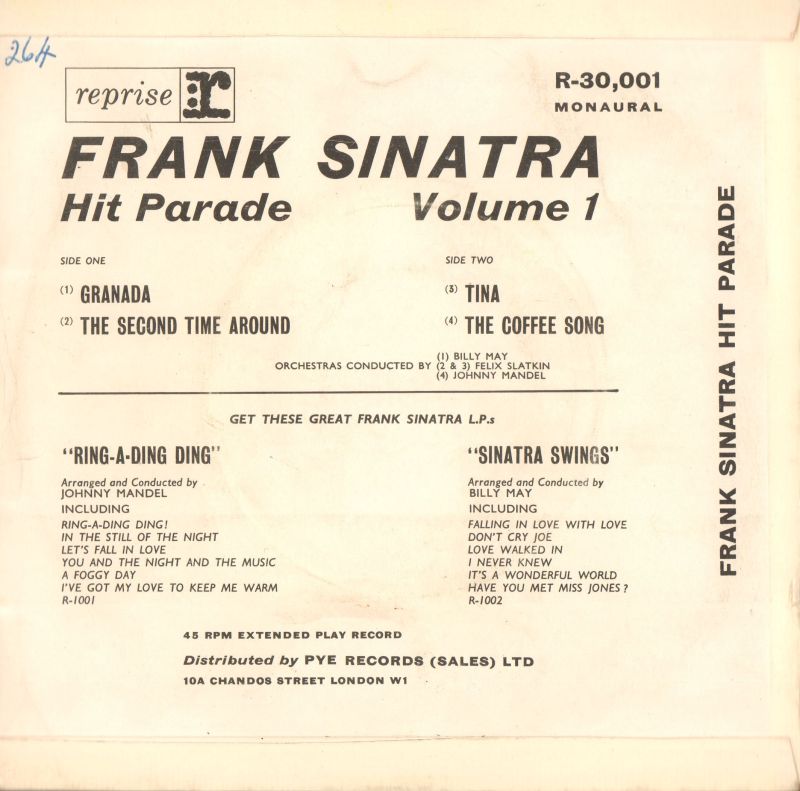 264
reprise r
R-30,001
MONAURAL
FRANK SINATRA
Hit Parade Volume 1
SIDE ONE
(1) GRANADA
(2) THE SECOND TIME AROUND
SIDE TWO
(3) TINA
(4) THE COFFEE SONG
ORCHESTRAS CONDUCTED BY
(1) BILLY MAY
(2 & 3) FELIX SLATKIN
(4) JOHNNY MANDEL
GET THESE GREAT FRANK SINATRA L.P.s
"RING-A-DING DING"
Arranged and Conducted by
JOHNNY MANDEL
INCLUDING
RING-A-DING DING!
IN THE STILL OF THE NIGHT
LET'S FALL IN LOVE
YOU AND THE NIGHT AND THE MUSIC
A FOGGY DAY
I'VE GOT MY LOVE TO KEEP ME WARM
R-1001
"SINATRA SWINGS"
Arranged and Conducted by
BILLY MAY
INCLUDING
FALLING IN LOVE WITH LOVE
DON'T CRY JOE
LOVE WALKED IN
I NEVER KNEW
IT'S A WONDERFUL WORLD
HAVE YOU MET MISS JONES?
R-1002
45 RPM EXTENDED PLAY RECORD
Distributed by PYE RECORDS (SALES) LTD
10A CHANDOS STREET LONDON W1
FRANK SINATRA HIT PARADE